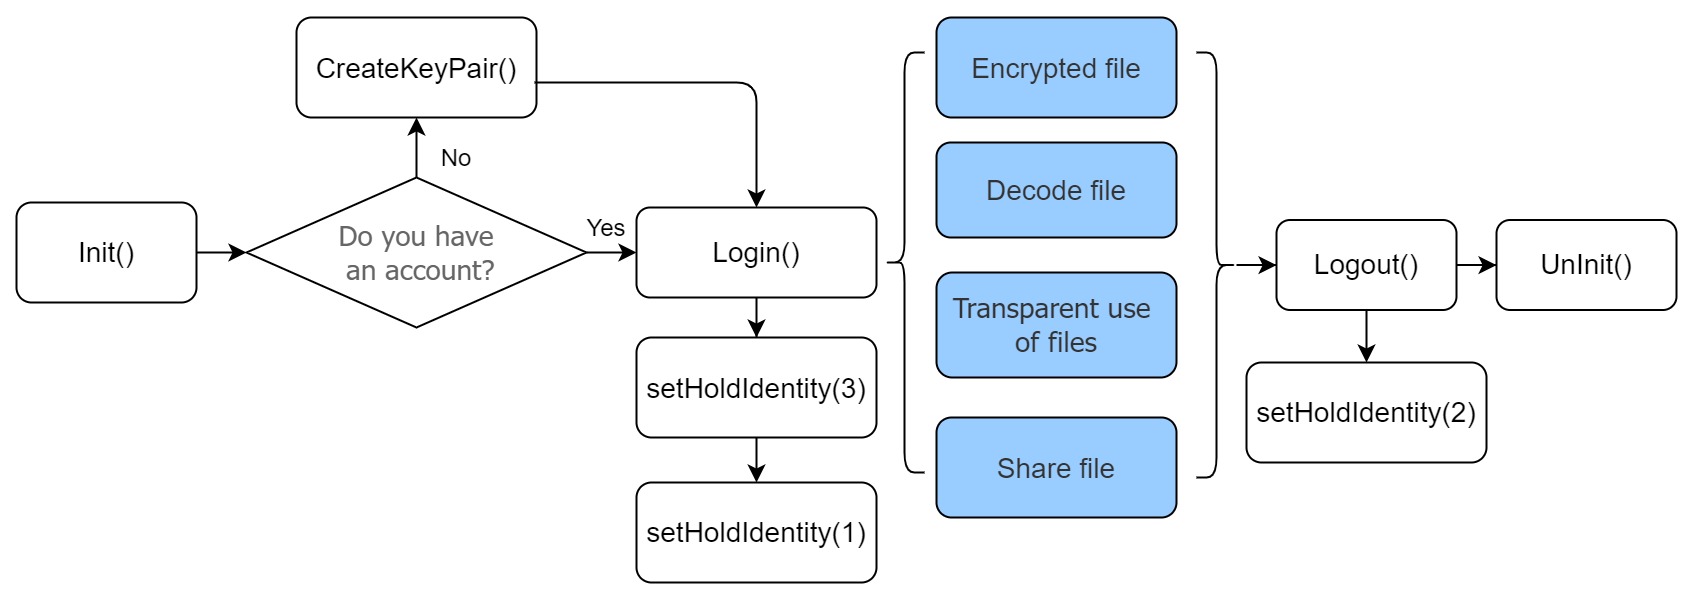 CreateKeyPair()
No
Init()
Do you have
an account?
Yes
Login()
setHoldIdentity(3)
setHoldIdentity(1)
Encrypted file
Decode file
Transparent use
of files
Share file
Logout()
UnInit()
setHoldIdentity(2)